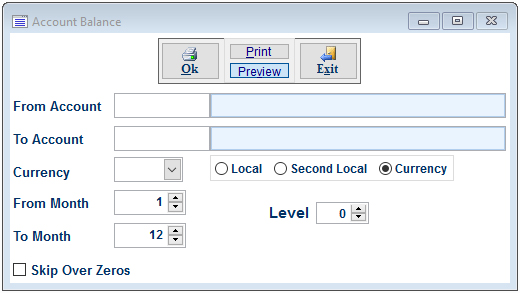 Account Balance
Ok Print Preview Exit
From Account
To Account
Currency Local Second Local Currency
From Month 1
Level 0
To Month 12
Skip Over Zeros